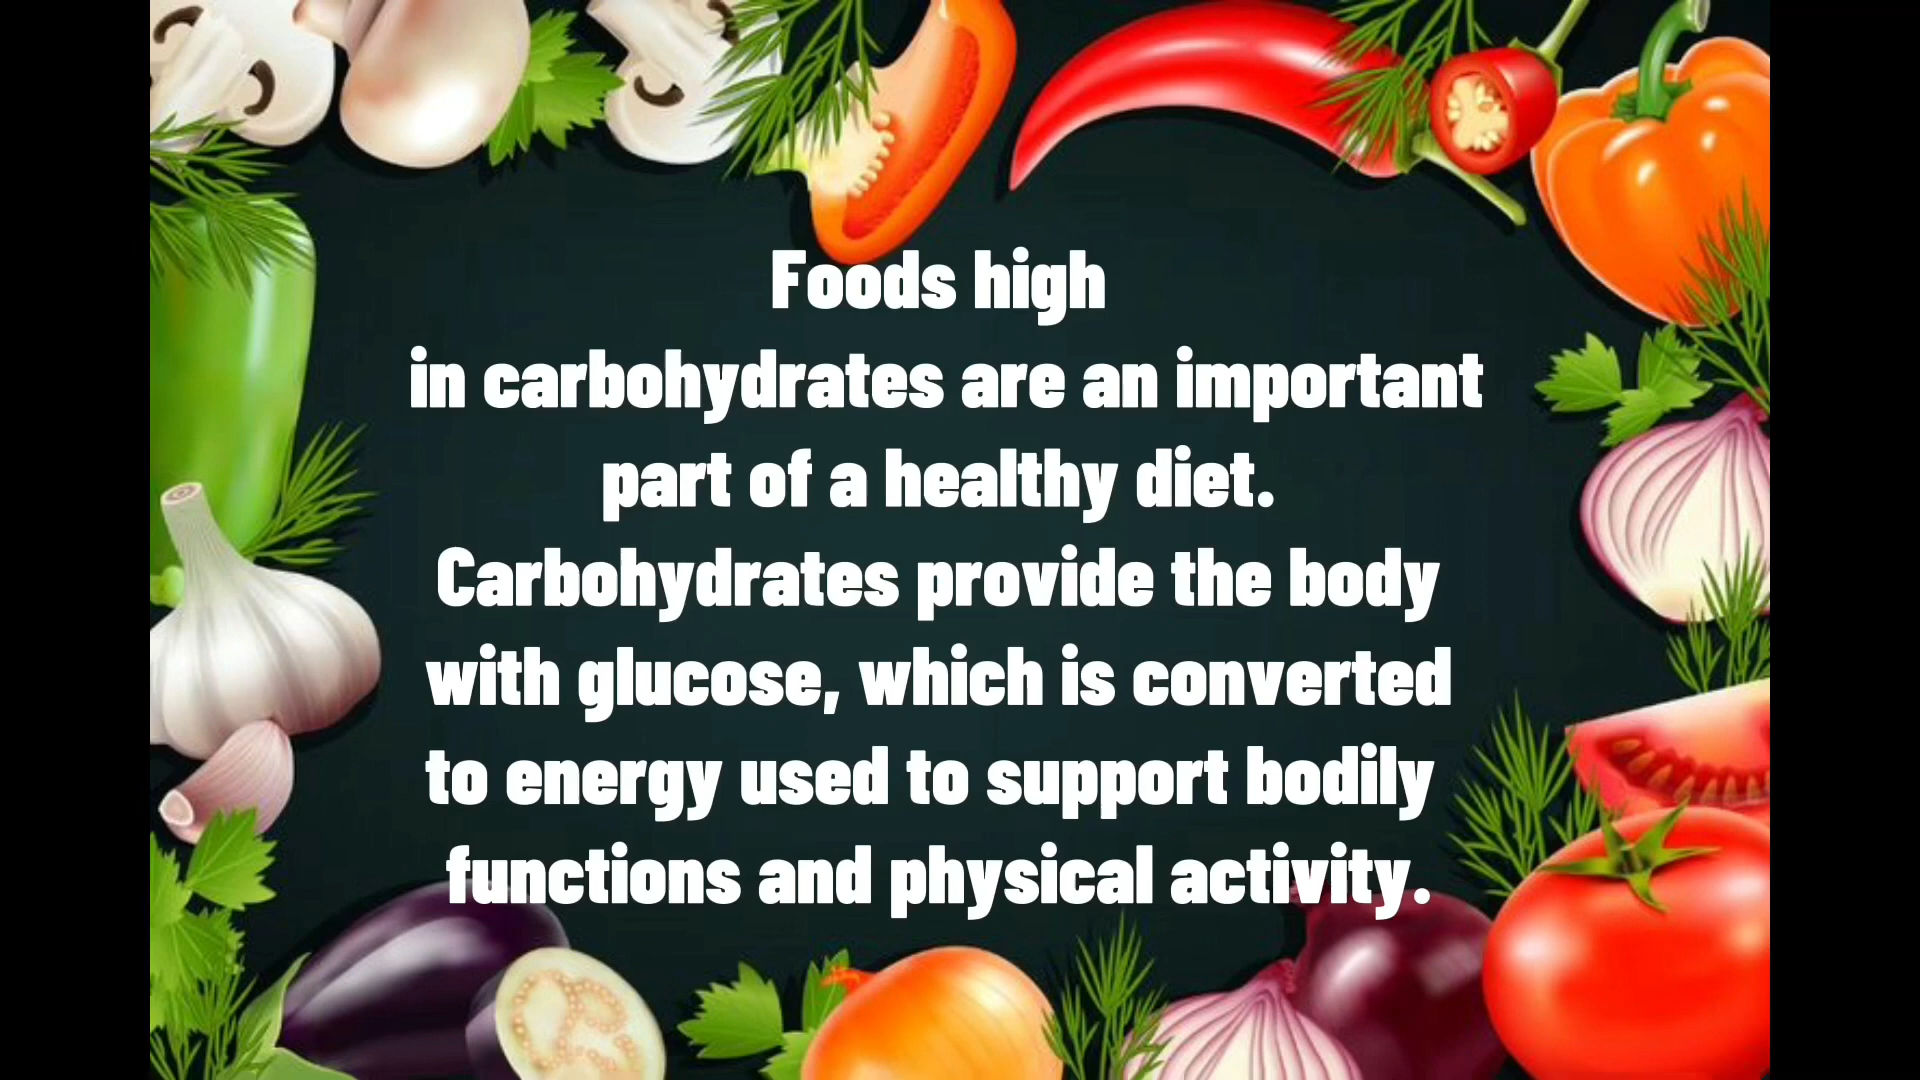 Foods high
in carbohydrates are an important
part of a healthy diet.
Carbohydrates provide the body
with glucose, which is converted
to energy used to support bodily
functions and physical activity.